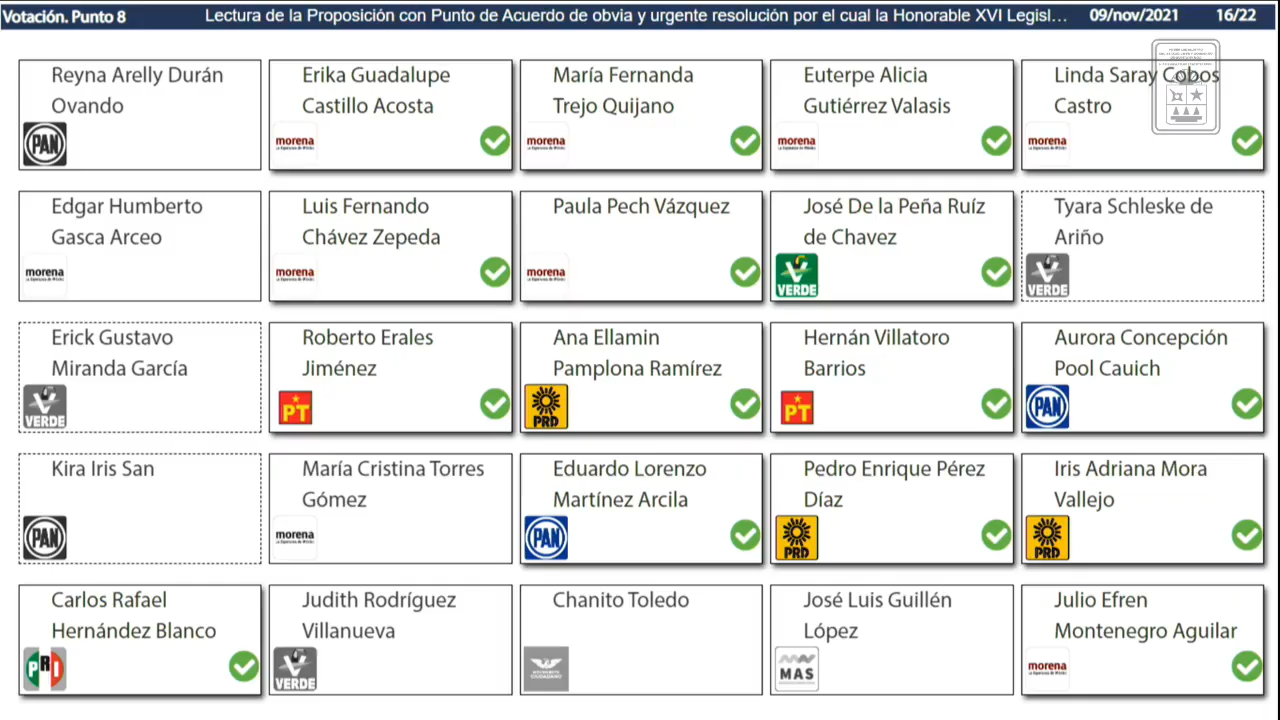 Votación. Punto 8 Lectura de la Proposición con Punto de Acuerdo de obvia y urgente resolución por el cual la Honorable XVI Legisl... 09/nov/2021 16/22
Reyna Arelly Durán
Ovando
PAN
Erika Guadalupe
Castillo Acosta
morena
María Fernanda
Trejo Quijano
morena
Euterpe Alicia
Gutiérrez Valasis
morena
Linda Saray Cobos
Castro
morena
Edgar Humberto
Gasca Arceo
morena
Luis Fernando
Chávez Zepeda
morena
Paula Pech Vázquez
morena
José De la Peña Ruíz
de Chavez
VERDE
Tyara Schleske de
Ariño
VERDE
Erick Gustavo
Miranda García
VERDE
Roberto Erales
Jiménez
PT
Ana Ellamin
Pamplona Ramírez
PRD
Hernán Villatoro
Barrios
PT
Aurora Concepción
Pool Cauich
PAN
Kira Iris San
PAN
María Cristina Torres
Gómez
morena
Eduardo Lorenzo
Martínez Arcila
PAN
Pedro Enrique Pérez
Díaz
PRD
Iris Adriana Mora
Vallejo
PRD
Carlos Rafael
Hernández Blanco
PRI
Judith Rodríguez
Villanueva
VERDE
Chanito Toledo
José Luis Guillén
López
MAS
Julio Efren
Montenegro Aguilar
morena